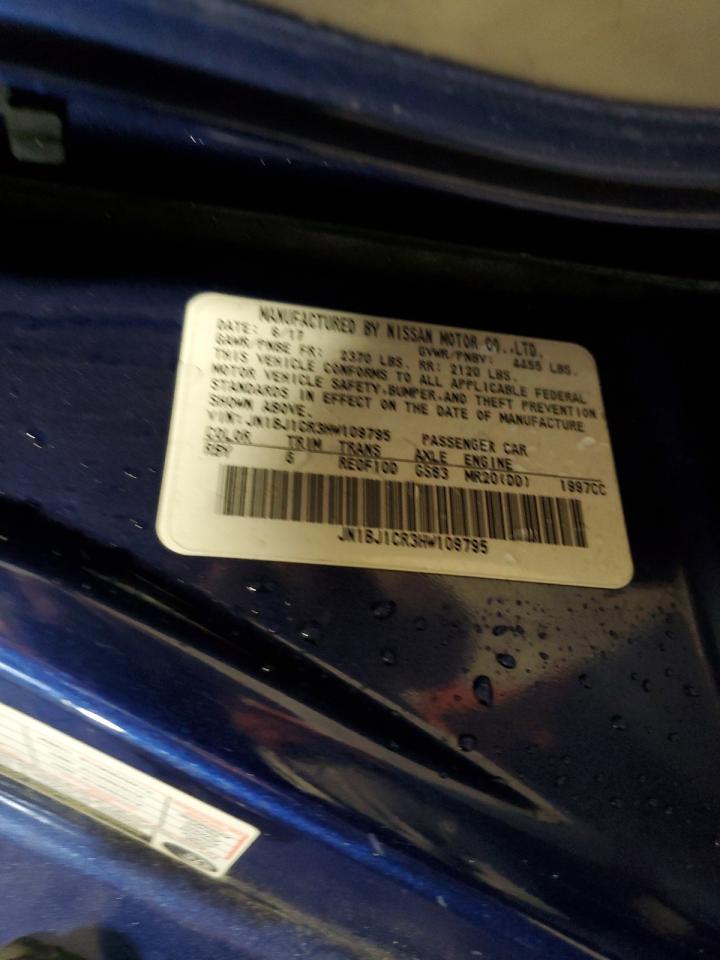 MANUFACTURED BY NISSAN MOTOR CO.,LTD.
DATE: 6/17 GVWR/PNBV: 4455 LBS.
GAWR/PNBE FR: 2370 LBS. RR: 2120 LBS.
THIS VEHICLE CONFORMS TO ALL APPLICABLE FEDERAL
MOTOR VEHICLE SAFETY,BUMPER,AND THEFT PREVENTION
STANDARDS IN EFFECT ON THE DATE OF MANUFACTURE
SHOWN ABOVE.
VIN: JN1BJ1CR3HW109795 PASSENGER CAR
COLOR TRIM TRANS AXLE ENGINE
RBY G RE0F10D GS83 MR20(DD) 1997CC
JN1BJ1CR3HW109795